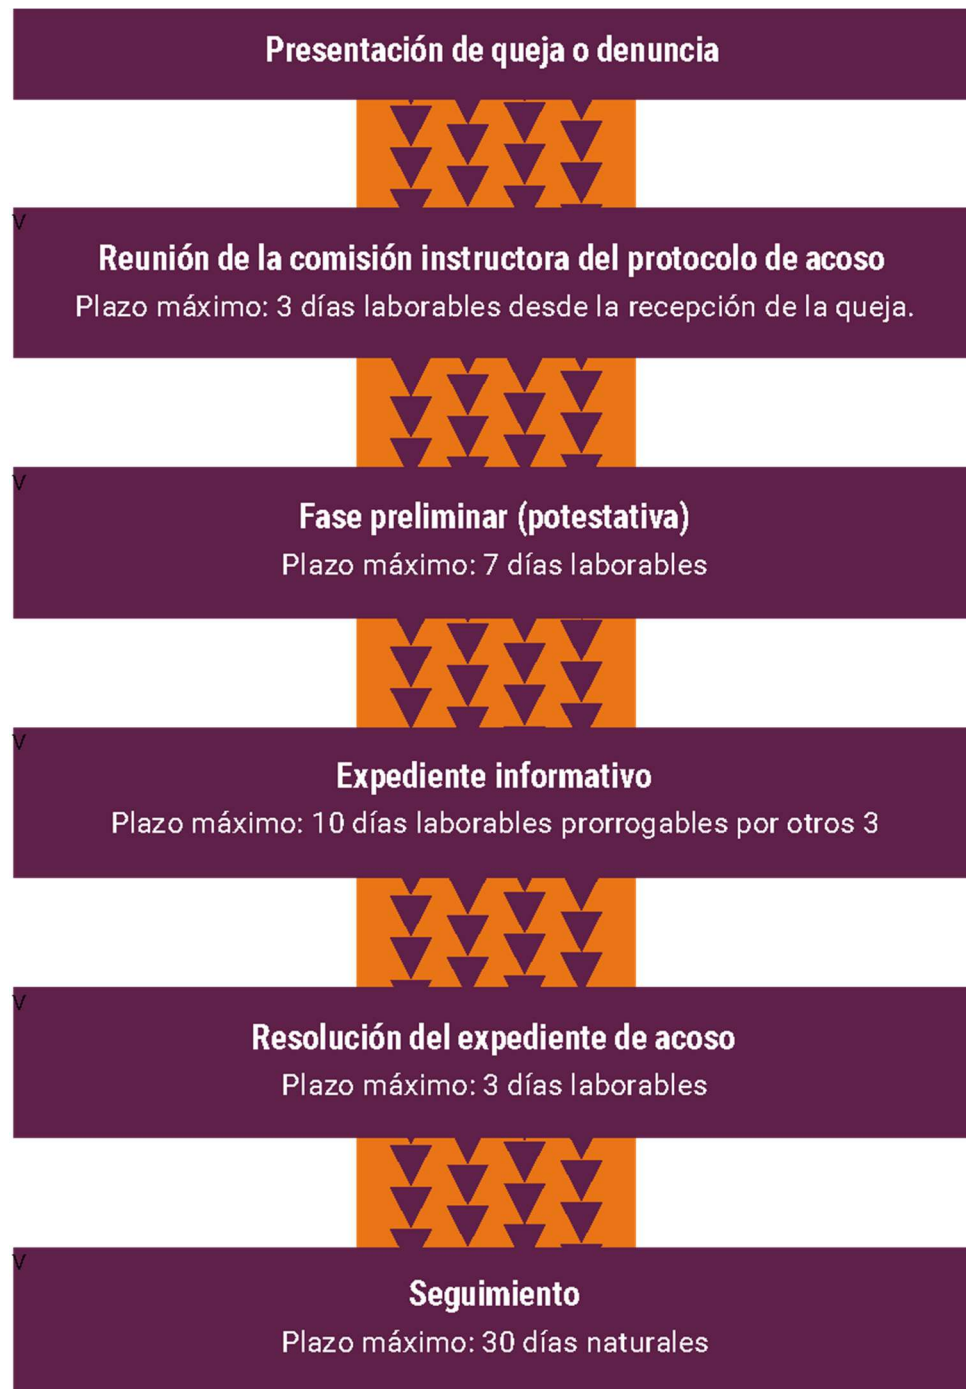 Presentación de queja o denuncia
V
Reunión de la comisión instructora del protocolo de acoso
Plazo máximo: 3 días laborables desde la recepción de la queja.
V
Fase preliminar (potestativa)
Plazo máximo: 7 días laborables
V
Expediente informativo
Plazo máximo: 10 días laborables prorrogables por otros 3
V
Resolución del expediente de acoso
Plazo máximo: 3 días laborables
V
Seguimiento
Plazo máximo: 30 días naturales